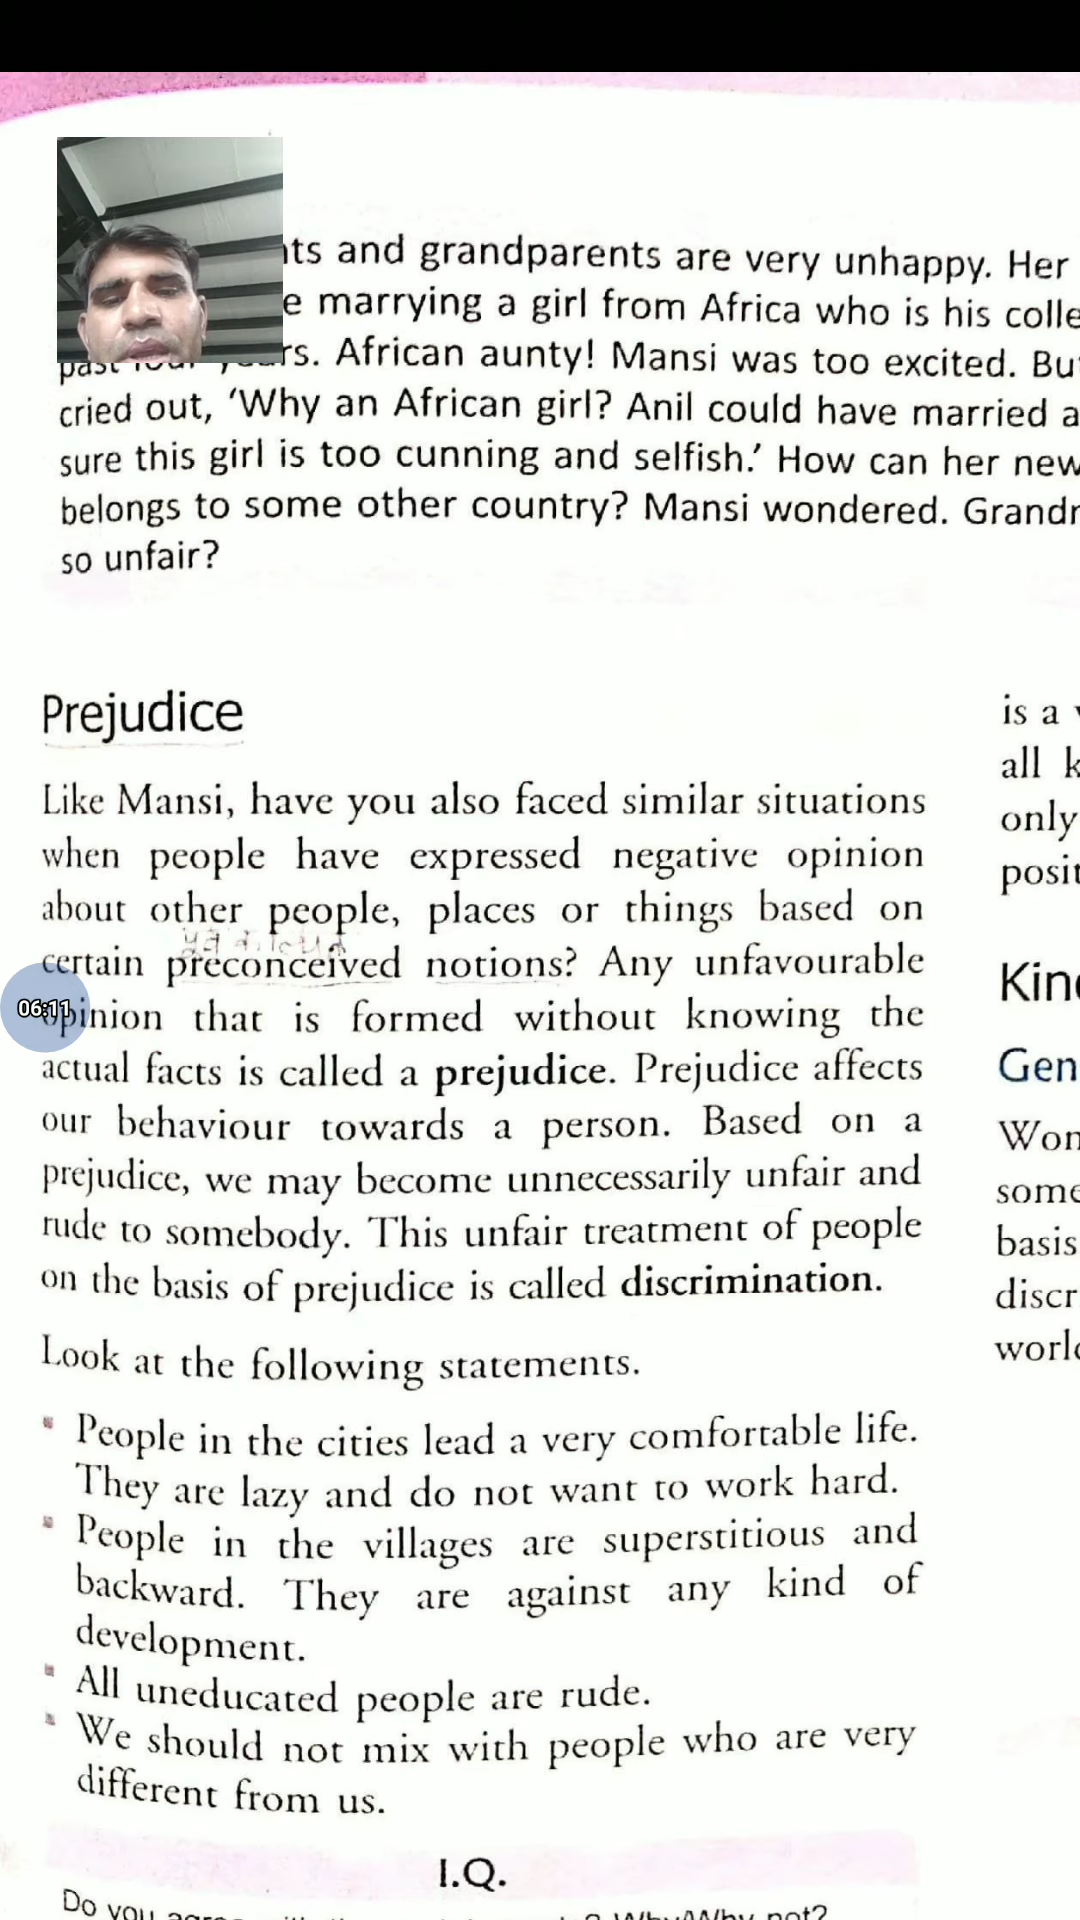 nts and grandparents are very unhappy. Her
e marrying a girl from Africa who is his colle
past four years. African aunty! Mansi was too excited. But
cried out, ‘Why an African girl? Anil could have married a
sure this girl is too cunning and selfish.’ How can her new
belongs to some other country? Mansi wondered. Grandm
so unfair?
Prejudice
Like Mansi, have you also faced similar situations
when people have expressed negative opinion
about other people, places or things based on
certain preconceived notions? Any unfavourable
opinion that is formed without knowing the
actual facts is called a prejudice. Prejudice affects
our behaviour towards a person. Based on a
prejudice, we may become unnecessarily unfair and
rude to somebody. This unfair treatment of people
on the basis of prejudice is called discrimination.
Look at the following statements.
People in the cities lead a very comfortable life.
They are lazy and do not want to work hard.
People in the villages are superstitious and
backward. They are against any kind of
development.
All uneducated people are rude.
We should not mix with people who are very
different from us.
I.Q.
Do you
not?
06:11
is a
all k
only
posit
Kind
Gen
Wom
some
basis
discr
world